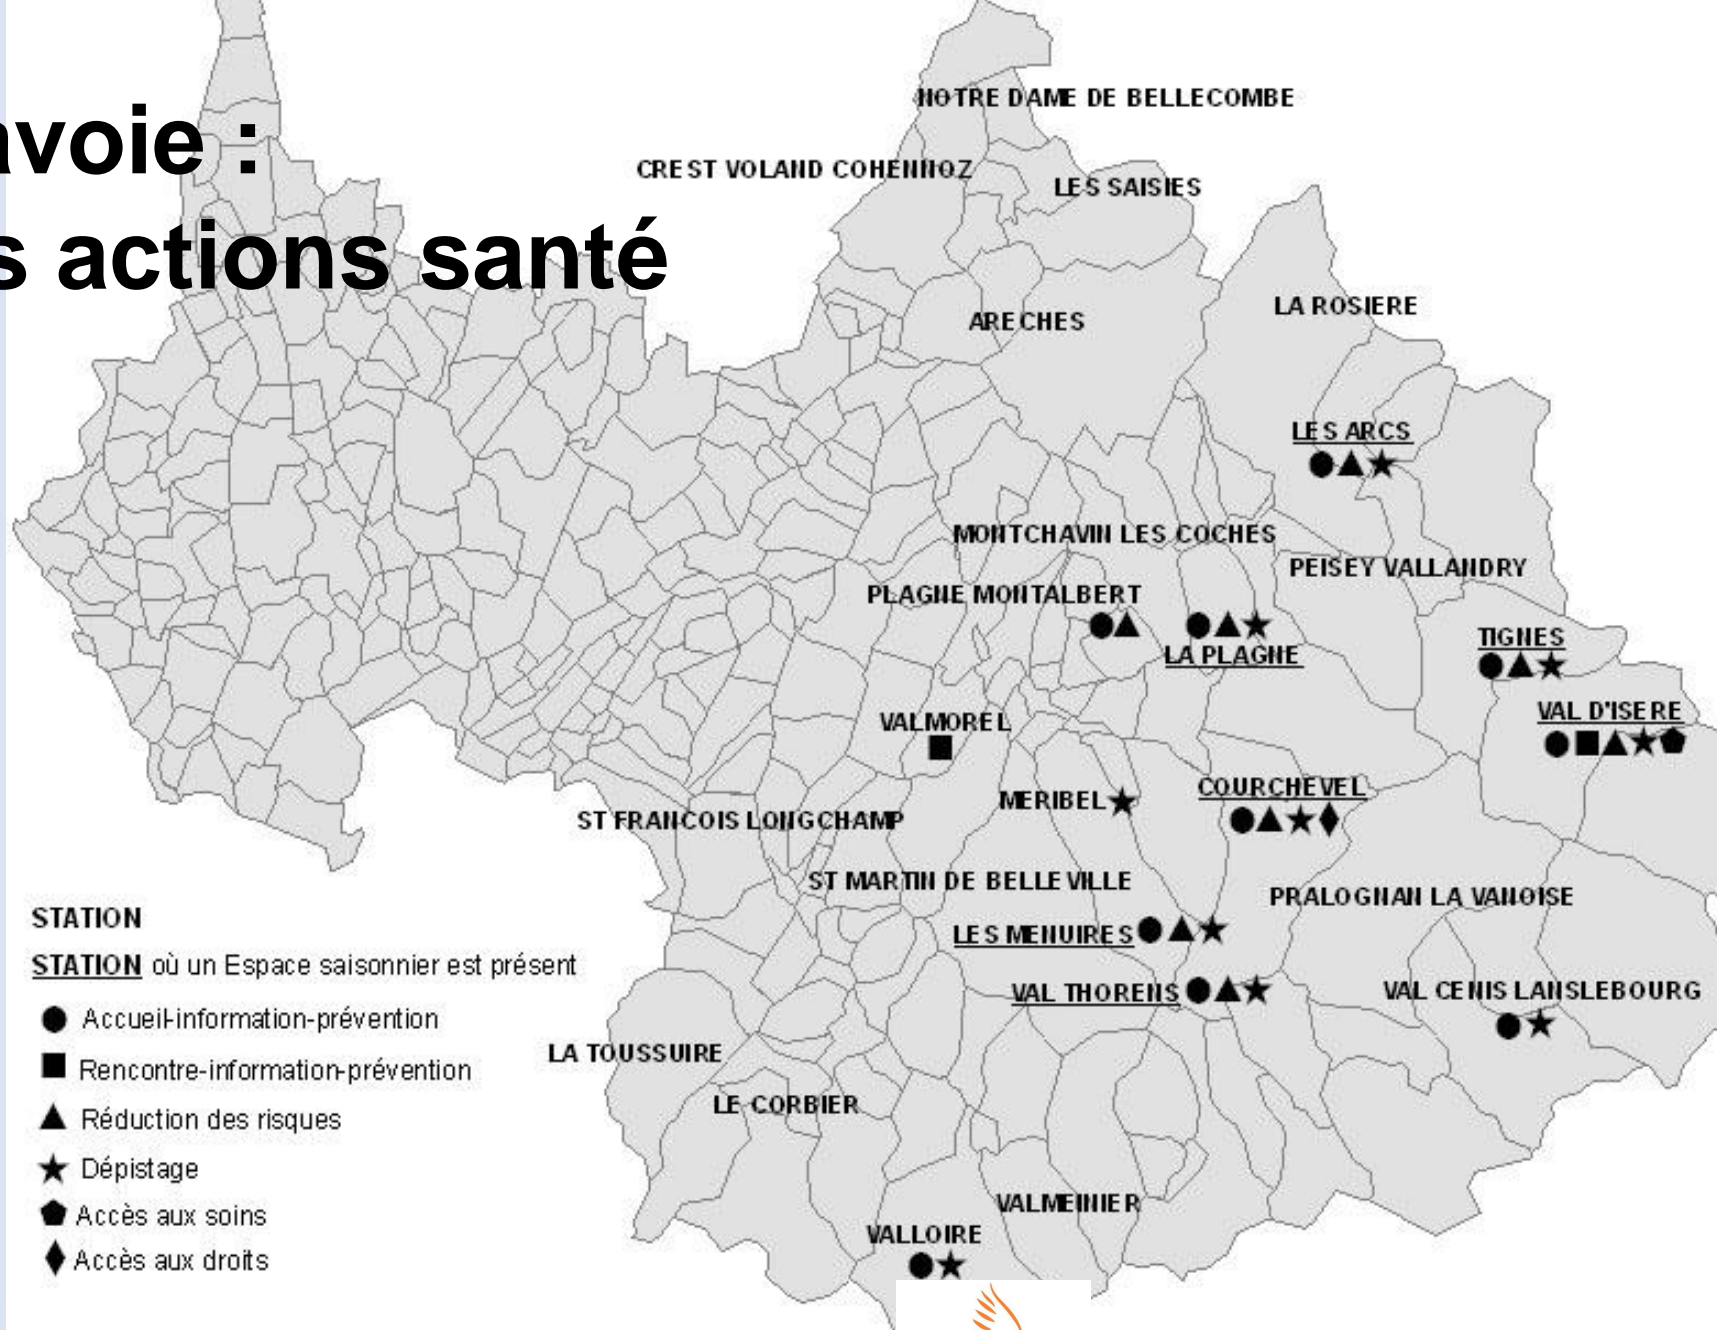 avoie :
s actions santé
NOTRE DAME DE BELLECOMBE
CREST VOLAND COHENNOZ
LES SAISIES
LA ROSIERE
ARECHES
LES ARCS
MONTCHAVIN LES COCHES
PEISEY VALLANDRY
PLAGNE MONTALBERT
TIGNES
LA PLAGNE
VAL D'ISERE
VALMOREL
COURCHEVEL
MERIBEL
ST FRANCOIS LONGCHAMP
ST MARTIN DE BELLEVILLE
PRALOGNAN LA VANOISE
LES MENUIRES
VAL THORENS
VAL CENIS LANSLEBOURG
LA TOUSSUIRE
LE CORBIER
VALMEINIER
VALLOIRE
STATION
STATION où un Espace saisonnier est présent
Accueil-information-prévention
Rencontre-information-prévention
Réduction des risques
Dépistage
Accès aux soins
Accès aux droits